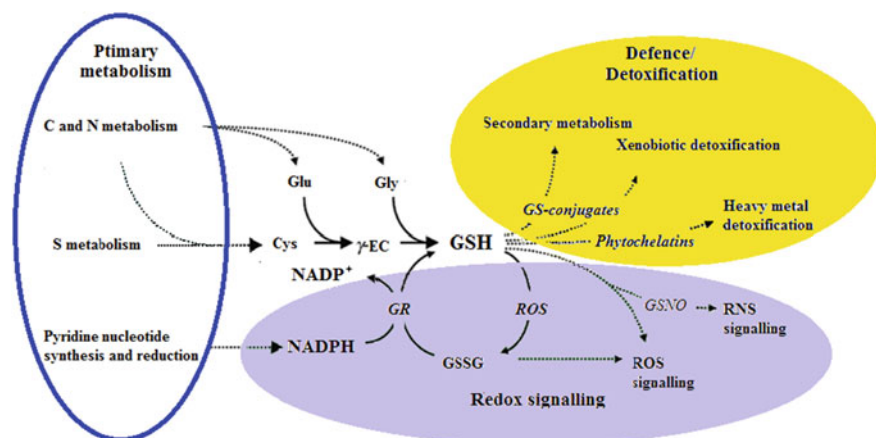 Ptimary
metabolism
C and N metabolism
S metabolism
Pyridine nucleotide
synthesis and reduction
Glu
Gly
Cys
γ-EC
GSH
NADP+
NADPH
GR
ROS
GSSG
Defence/
Detoxification
Secondary metabolism
Xenobiotic detoxification
GS-conjugates
Heavy metal
detoxification
Phytochelatins
GSNO
RNS
signalling
ROS
signalling
Redox signalling